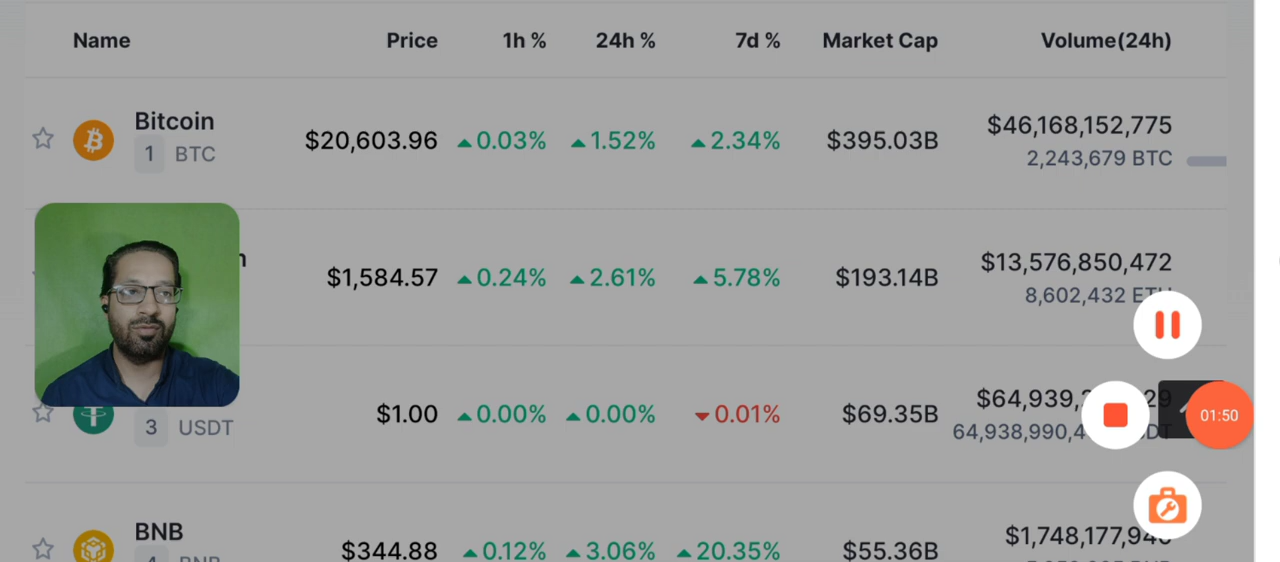 Name Price 1h % 24h % 7d % Market Cap Volume(24h)
Bitcoin
1 BTC
$20,603.96 0.03% 1.52% 2.34% $395.03B $46,168,152,775
2,243,679 BTC
$1,584.57 0.24% 2.61% 5.78% $193.14B $13,576,850,472
8,602,432
3 USDT
$1.00 0.00% 0.00% 0.01% $69.35B
01:50
BNB
$344.88 0.12% 3.06% 20.35% $55.36B